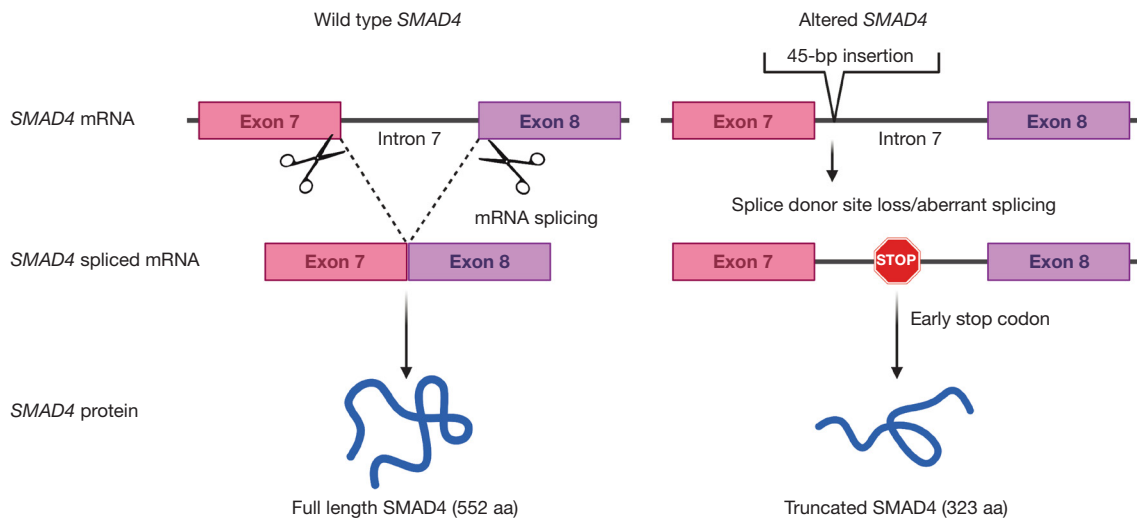 Wild type SMAD4
Altered SMAD4
45-bp insertion
SMAD4 mRNA
Exon 7
Intron 7
Exon 8
Exon 7
Intron 7
Exon 8
mRNA splicing
Splice donor site loss/aberrant splicing
SMAD4 spliced mRNA
Exon 7
Exon 8
Exon 7
STOP
Exon 8
Early stop codon
SMAD4 protein
Full length SMAD4 (552 aa)
Truncated SMAD4 (323 aa)